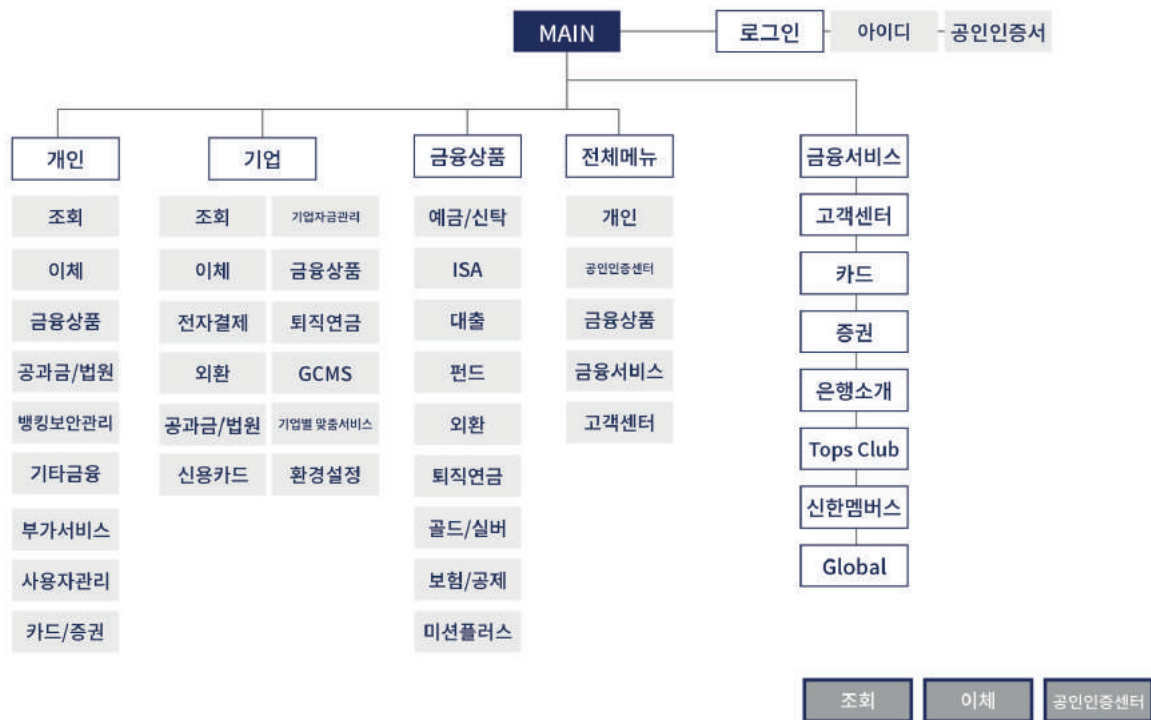 MAIN 로그인 아이디 공인인증서
개인 기업 금융상품 전체메뉴 금융서비스
조회 조회 기업자금관리 예금/신탁 개인 고객센터
이체 이체 금융상품 ISA 공인인증센터 카드
금융상품 전자결제 퇴직연금 대출 금융상품 증권
공과금/법원 외환 GCMS 펀드 금융서비스 은행소개
뱅킹보안관리 공과금/법원 기업별 맞춤서비스 외환 고객센터 Tops Club
기타금융 신용카드 환경설정 퇴직연금 신한멤버스
부가서비스 골드/실버 Global
사용자관리 보험/공제
카드/증권 미션플러스
조회 이체 공인인증센터